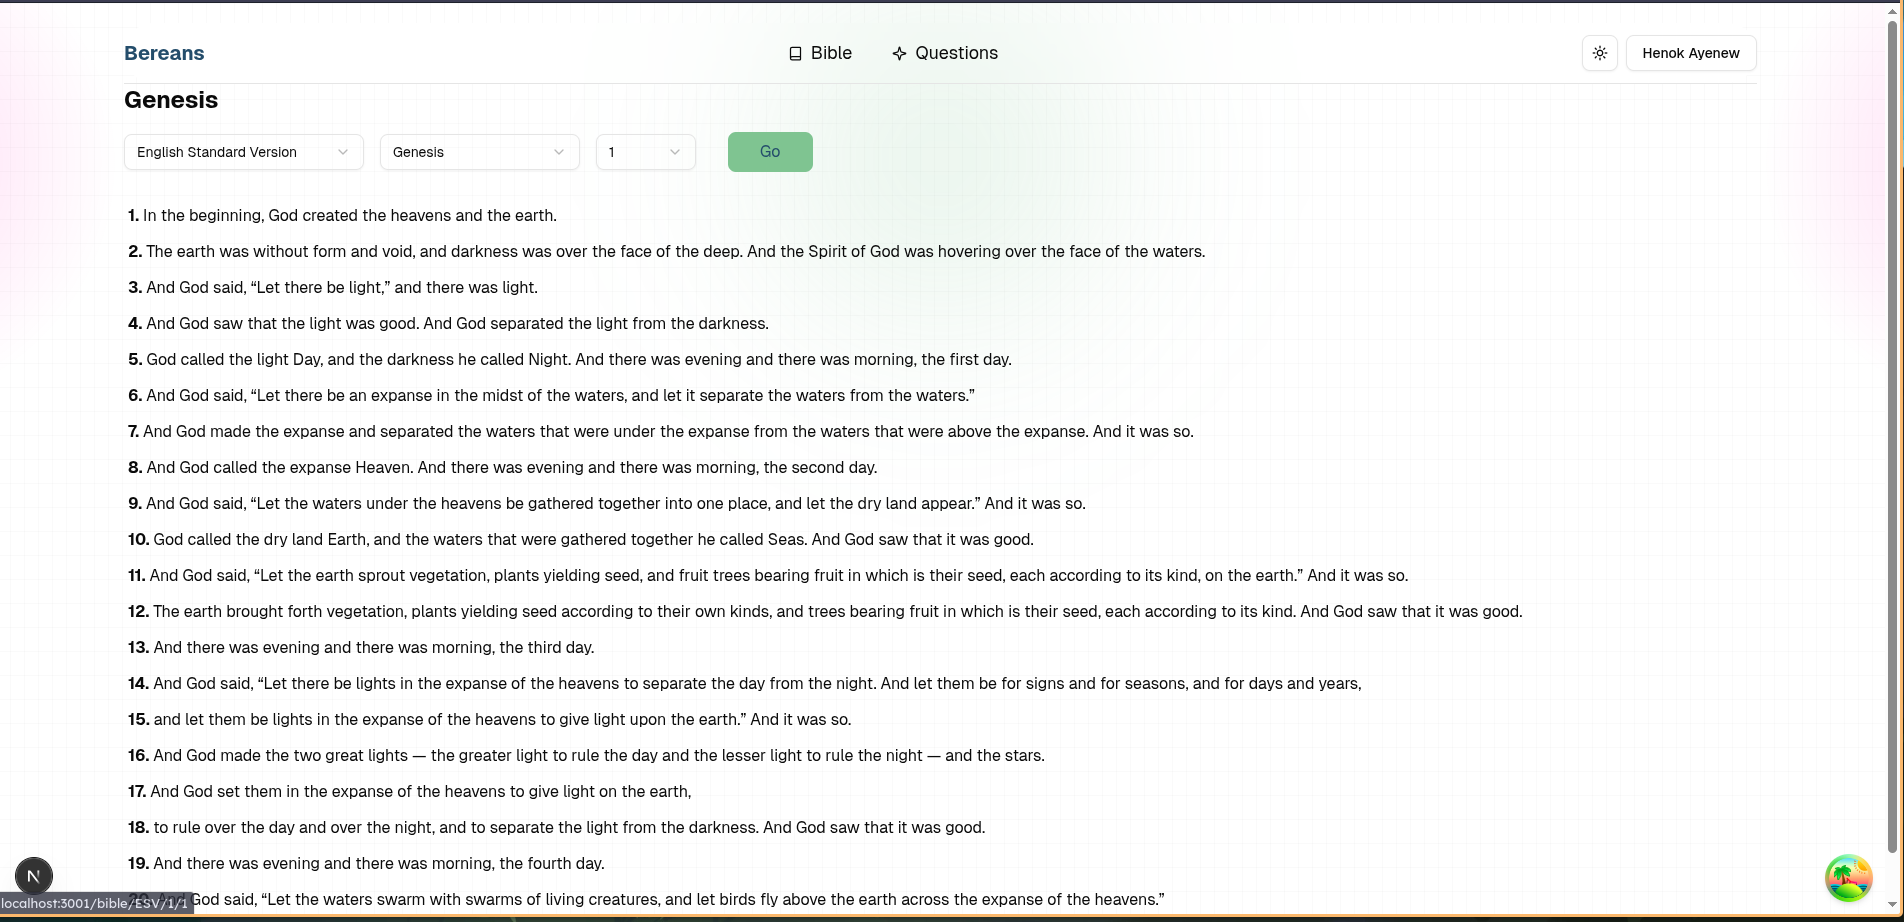 Bereans
Bible
Questions
Henok Ayenew
Genesis
English Standard Version
Genesis
1
Go
1. In the beginning, God created the heavens and the earth.
2. The earth was without form and void, and darkness was over the face of the deep. And the Spirit of God was hovering over the face of the waters.
3. And God said, “Let there be light,” and there was light.
4. And God saw that the light was good. And God separated the light from the darkness.
5. God called the light Day, and the darkness he called Night. And there was evening and there was morning, the first day.
6. And God said, “Let there be an expanse in the midst of the waters, and let it separate the waters from the waters.”
7. And God made the expanse and separated the waters that were under the expanse from the waters that were above the expanse. And it was so.
8. And God called the expanse Heaven. And there was evening and there was morning, the second day.
9. And God said, “Let the waters under the heavens be gathered together into one place, and let the dry land appear.” And it was so.
10. God called the dry land Earth, and the waters that were gathered together he called Seas. And God saw that it was good.
11. And God said, “Let the earth sprout vegetation, plants yielding seed, and fruit trees bearing fruit in which is their seed, each according to its kind, on the earth.” And it was so.
12. The earth brought forth vegetation, plants yielding seed according to their own kinds, and trees bearing fruit in which is their seed, each according to its kind. And God saw that it was good.
13. And there was evening and there was morning, the third day.
14. And God said, “Let there be lights in the expanse of the heavens to separate the day from the night. And let them be for signs and for seasons, and for days and years,
15. and let them be lights in the expanse of the heavens to give light upon the earth.” And it was so.
16. And God made the two great lights — the greater light to rule the day and the lesser light to rule the night — and the stars.
17. And God set them in the expanse of the heavens to give light on the earth,
18. to rule over the day and over the night, and to separate the light from the darkness. And God saw that it was good.
19. And there was evening and there was morning, the fourth day.
20. And God said, “Let the waters swarm with swarms of living creatures, and let birds fly above the earth across the expanse of the heavens.”
N
localhost:3001/bible/ESV/1/1